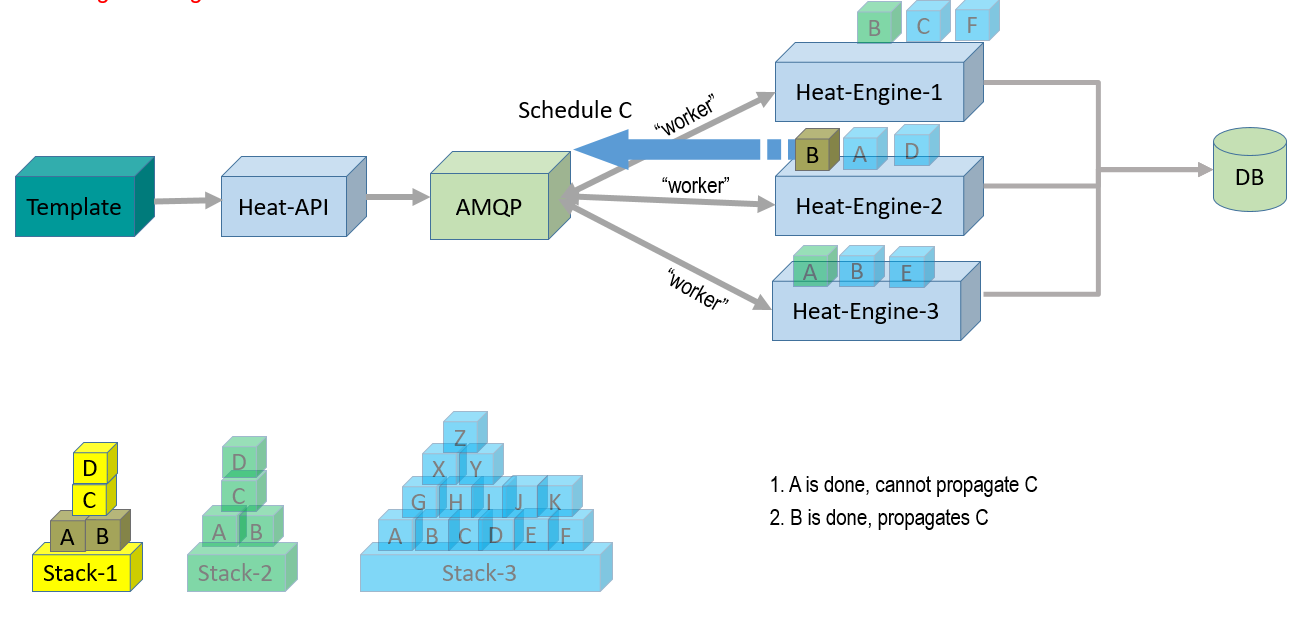 B C F
Heat-Engine-1
Schedule C
“worker”
B A D
Template
Heat-API
AMQP
“worker”
Heat-Engine-2
DB
A B E
“worker”
Heat-Engine-3
D
C
A B
Stack-1
D
C
A B
Stack-2
Z
X Y
G H I J K
A B C D E F
Stack-3
1. A is done, cannot propagate C
2. B is done, propagates C